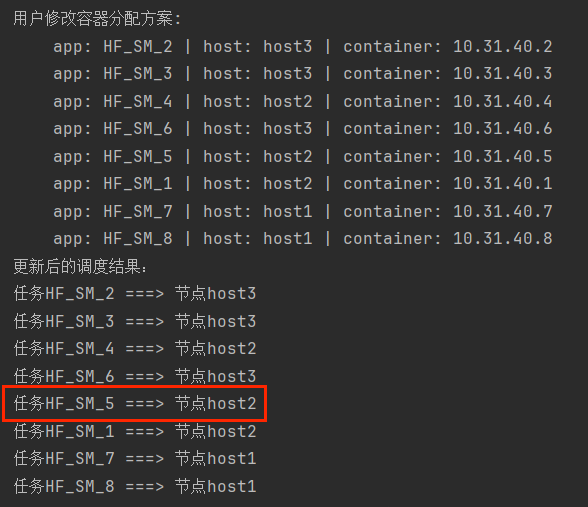 用户修改容器分配方案:
app: HF_SM_2 | host: host3 | container: 10.31.40.2
app: HF_SM_3 | host: host3 | container: 10.31.40.3
app: HF_SM_4 | host: host2 | container: 10.31.40.4
app: HF_SM_6 | host: host3 | container: 10.31.40.6
app: HF_SM_5 | host: host2 | container: 10.31.40.5
app: HF_SM_1 | host: host2 | container: 10.31.40.1
app: HF_SM_7 | host: host1 | container: 10.31.40.7
app: HF_SM_8 | host: host1 | container: 10.31.40.8
更新后的调度结果：
任务HF_SM_2 ===> 节点host3
任务HF_SM_3 ===> 节点host3
任务HF_SM_4 ===> 节点host2
任务HF_SM_6 ===> 节点host3
任务HF_SM_5 ===> 节点host2
任务HF_SM_1 ===> 节点host2
任务HF_SM_7 ===> 节点host1
任务HF_SM_8 ===> 节点host1